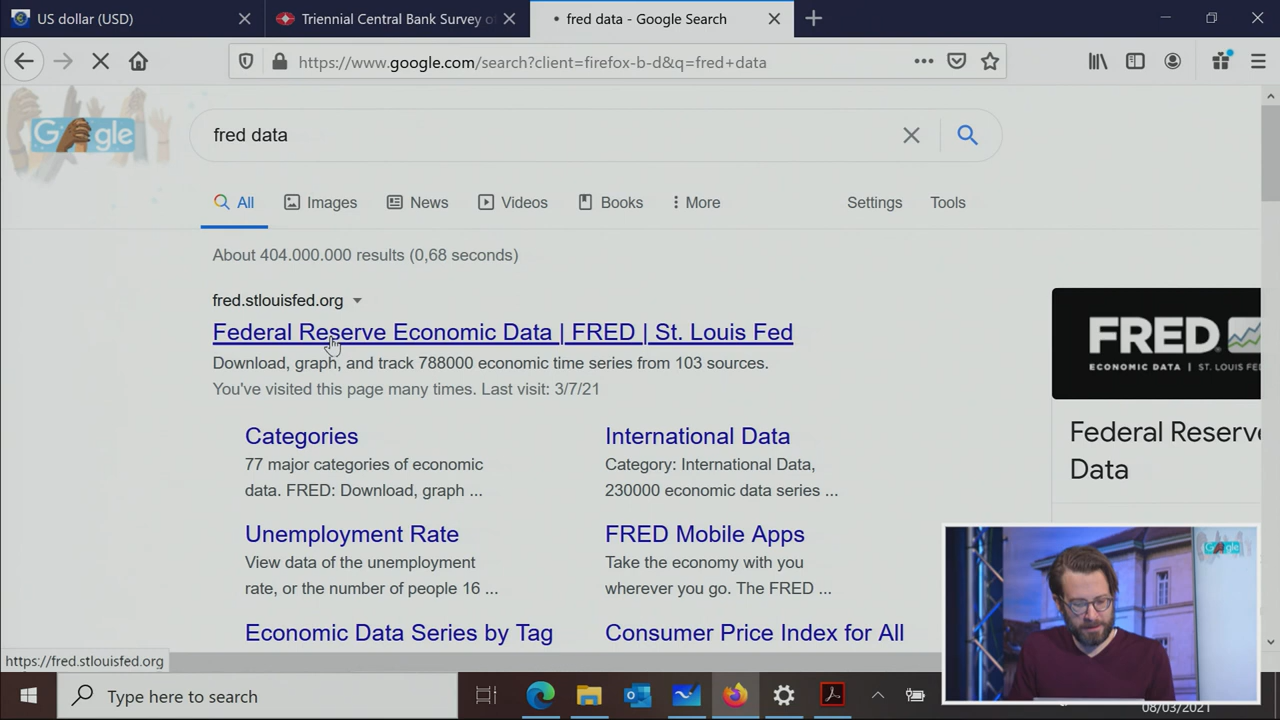 US dollar (USD)
Triennial Central Bank Survey of
fred data - Google Search
https://www.google.com/search?client=firefox-b-d&q=fred+data
Google
fred data
All
Images
News
Videos
Books
More
Settings
Tools
About 404.000.000 results (0,68 seconds)
fred.stlouisfed.org
Federal Reserve Economic Data | FRED | St. Louis Fed
Download, graph, and track 788000 economic time series from 103 sources.
You've visited this page many times. Last visit: 3/7/21
Categories
77 major categories of economic
data. FRED: Download, graph ...
International Data
Category: International Data,
230000 economic data series ...
Unemployment Rate
View data of the unemployment
rate, or the number of people 16 ...
FRED Mobile Apps
Take the economy with you
wherever you go. The FRED ...
Economic Data Series by Tag
Consumer Price Index for All
FRED
ECONOMIC DATA | ST. LOUIS FE
Federal Reserve
Data
Google
https://fred.stlouisfed.org
Type here to search
08/03/2021